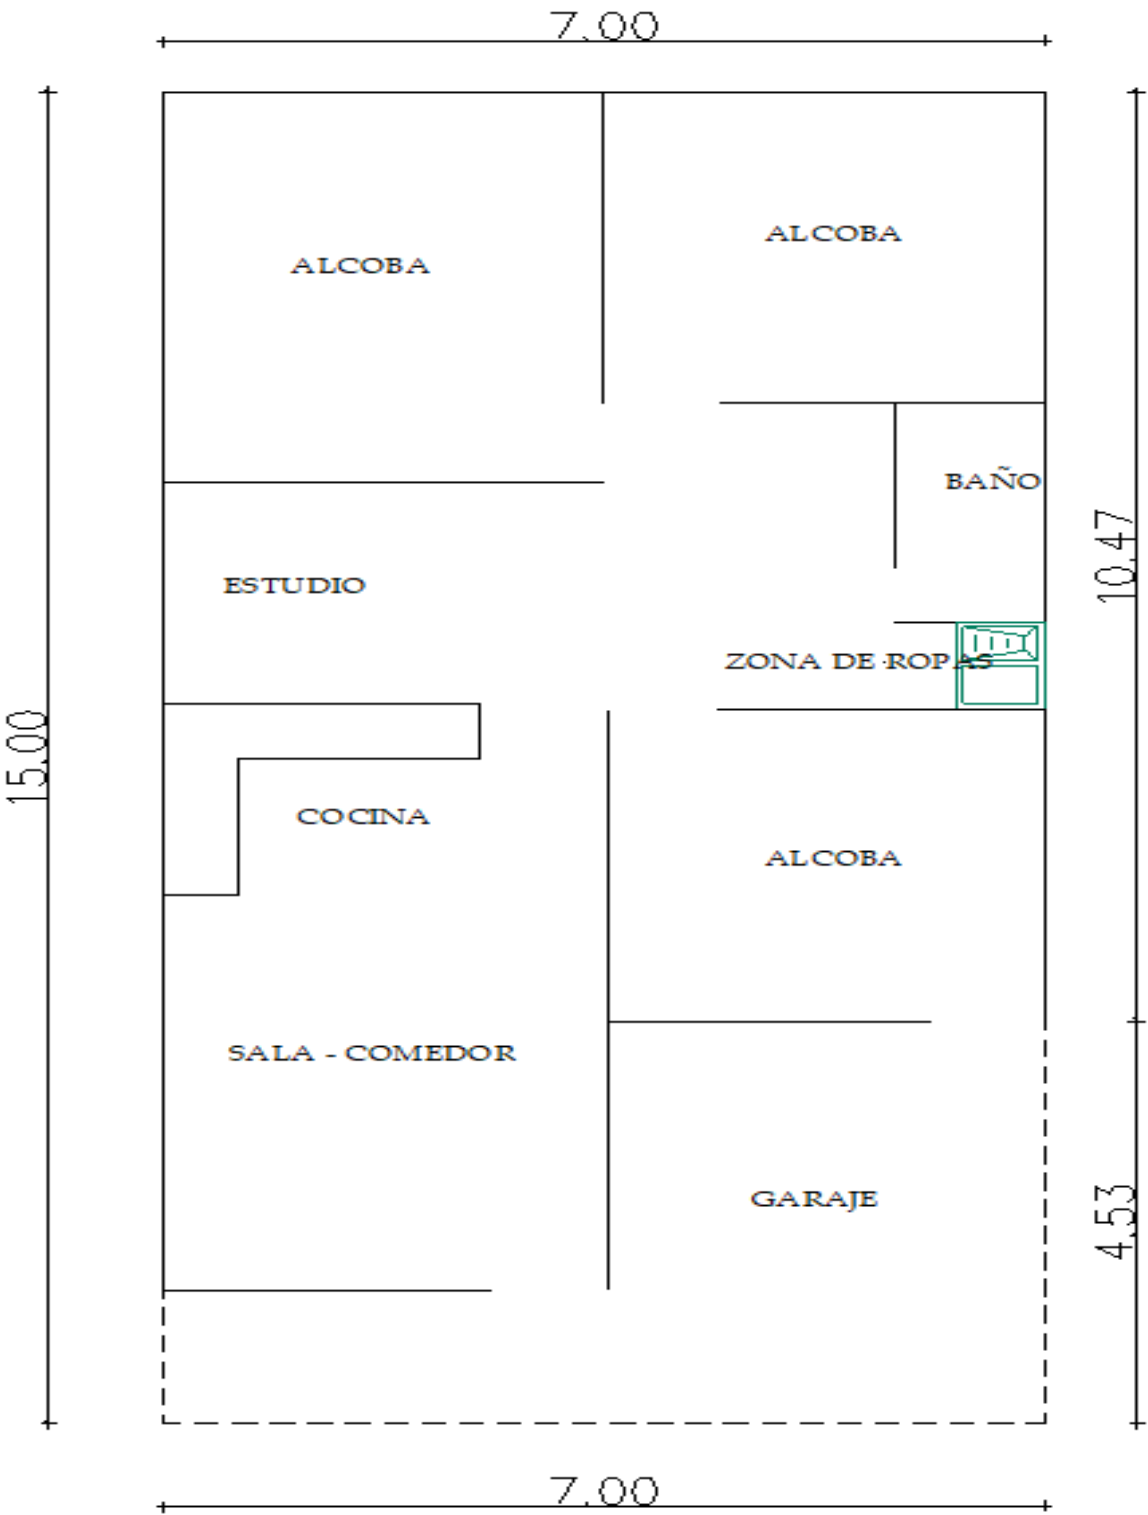 7.00
ALCOBA
ALCOBA
BAÑO
10.47
ESTUDIO
ZONA DE ROPAS
15.00
COCINA
ALCOBA
SALA - COMEDOR
GARAJE
4.53
7.00